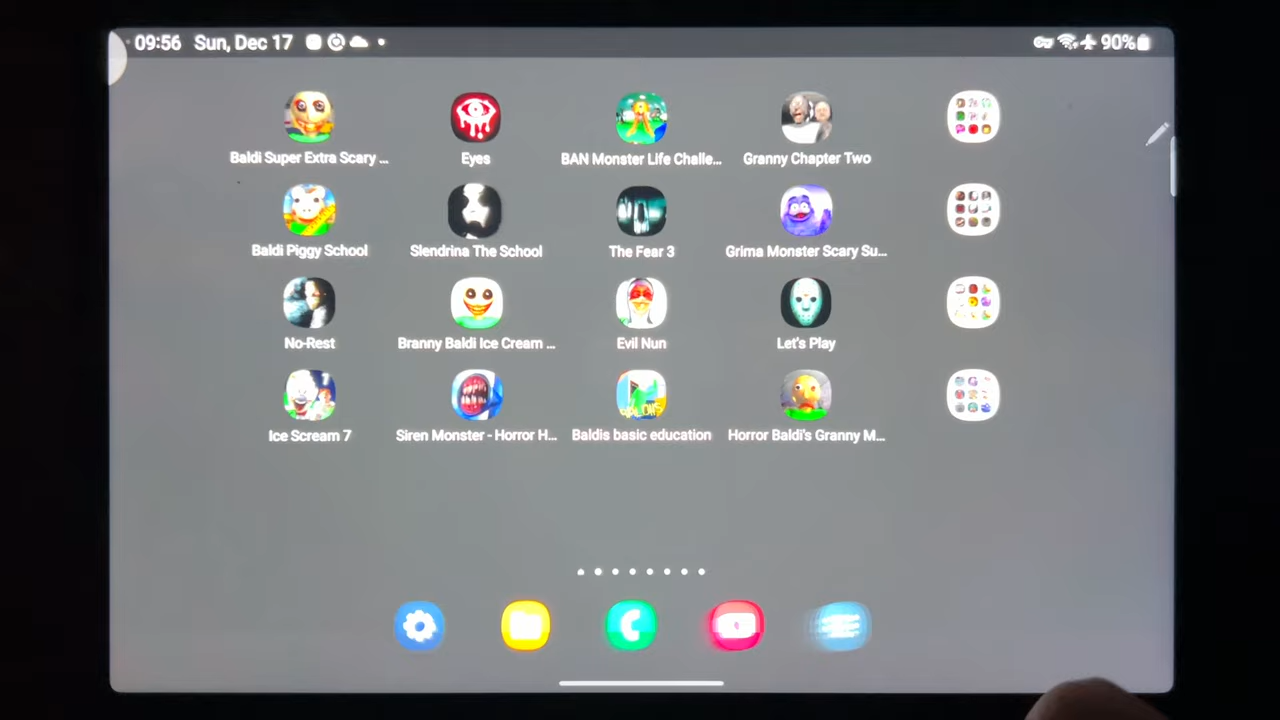 09:56 Sun, Dec 17 90%
Baldi Super Extra Scary ...
Eyes
BAN Monster Life Challe...
Granny Chapter Two
Baldi Piggy School
Slendrina The School
The Fear 3
Grima Monster Scary Su...
No-Rest
Branny Baldi Ice Cream ...
Evil Nun
Let's Play
Ice Scream 7
Siren Monster - Horror H...
Baldis basic education
Horror Baldi's Granny M...